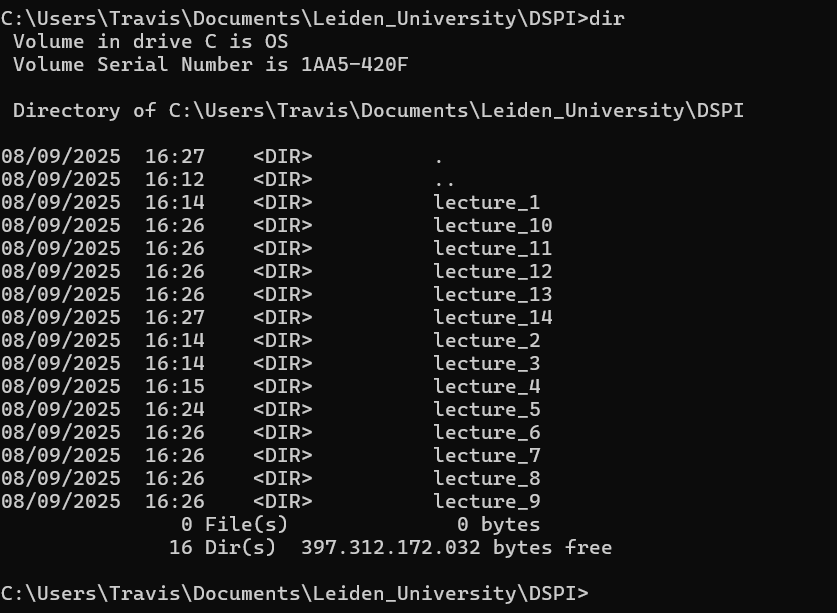 C:\Users\Travis\Documents\Leiden_University\DSPI>dir
 Volume in drive C is OS
 Volume Serial Number is 1AA5-420F

 Directory of C:\Users\Travis\Documents\Leiden_University\DSPI

08/09/2025  16:27    <DIR>          .
08/09/2025  16:12    <DIR>          ..
08/09/2025  16:14    <DIR>          lecture_1
08/09/2025  16:26    <DIR>          lecture_10
08/09/2025  16:26    <DIR>          lecture_11
08/09/2025  16:26    <DIR>          lecture_12
08/09/2025  16:26    <DIR>          lecture_13
08/09/2025  16:27    <DIR>          lecture_14
08/09/2025  16:14    <DIR>          lecture_2
08/09/2025  16:14    <DIR>          lecture_3
08/09/2025  16:15    <DIR>          lecture_4
08/09/2025  16:24    <DIR>          lecture_5
08/09/2025  16:26    <DIR>          lecture_6
08/09/2025  16:26    <DIR>          lecture_7
08/09/2025  16:26    <DIR>          lecture_8
08/09/2025  16:26    <DIR>          lecture_9
               0 File(s)              0 bytes
              16 Dir(s)  397.312.172.032 bytes free

C:\Users\Travis\Documents\Leiden_University\DSPI>